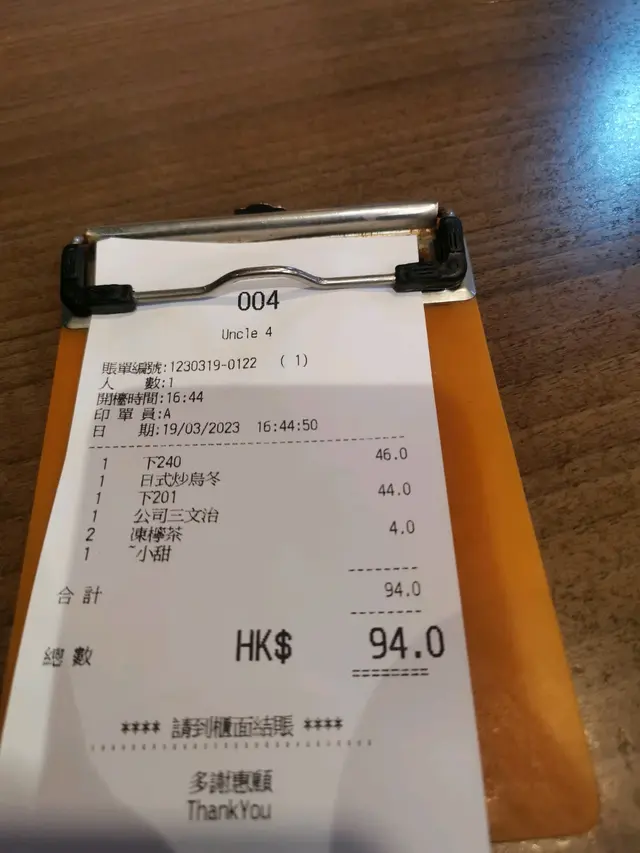 004
Uncle 4
賬單編號:1230319-0122 ( 1)
人 數:1
開檯時間:16:44
印單員:A
日 期:19/03/2023 16:44:50
1 下240 46.0
1 日式炒烏冬
1 下201 44.0
1 公司三文治
2 凍檸茶 4.0
1 ~小甜
合計 94.0
總數 HK$ 94.0
**** 請到櫃面結賬 ****
多謝惠顧
ThankYou